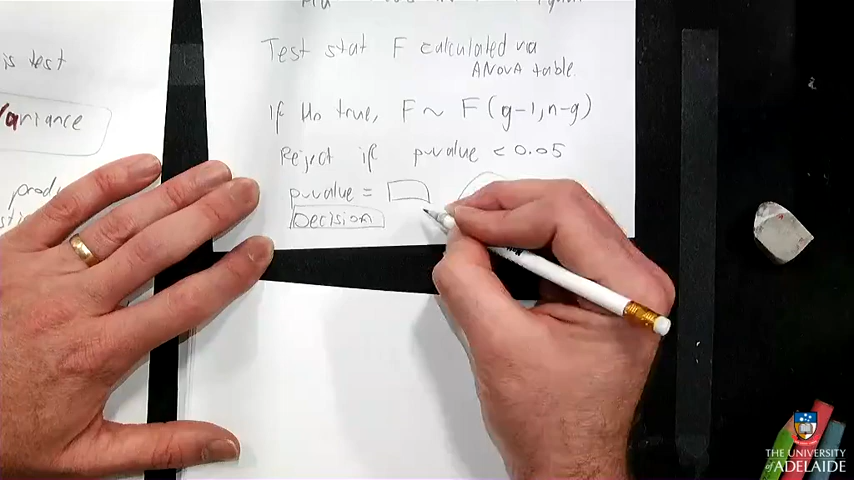 is test
Variance
Test stat F calculated via
ANOVA table.
If Ho true, F ~ F(g-1, n-g)
Reject if p-value < 0.05
p-value =
Decision
THE UNIVERSITY
of ADELAIDE